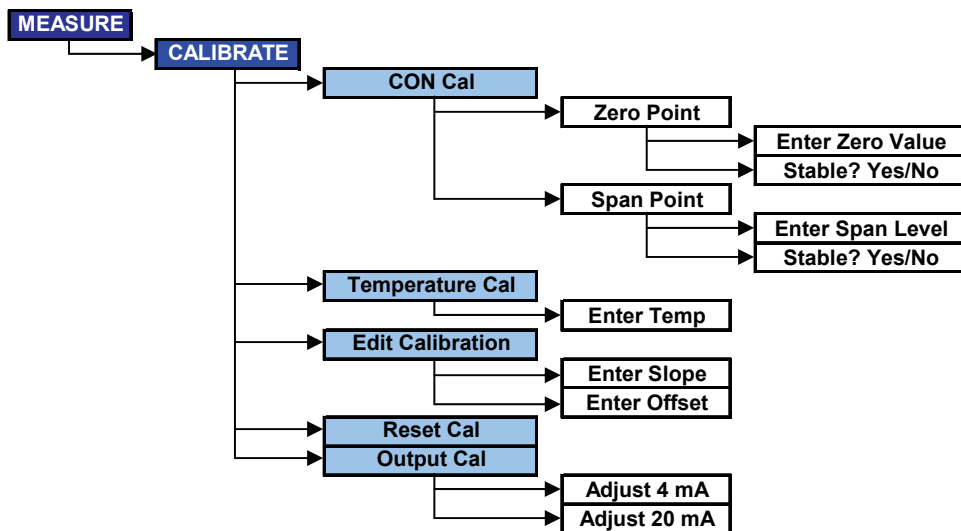 MEASURE
CALIBRATE
CON Cal
Zero Point
Enter Zero Value
Stable? Yes/No
Span Point
Enter Span Level
Stable? Yes/No
Temperature Cal
Enter Temp
Edit Calibration
Enter Slope
Enter Offset
Reset Cal
Output Cal
Adjust 4 mA
Adjust 20 mA